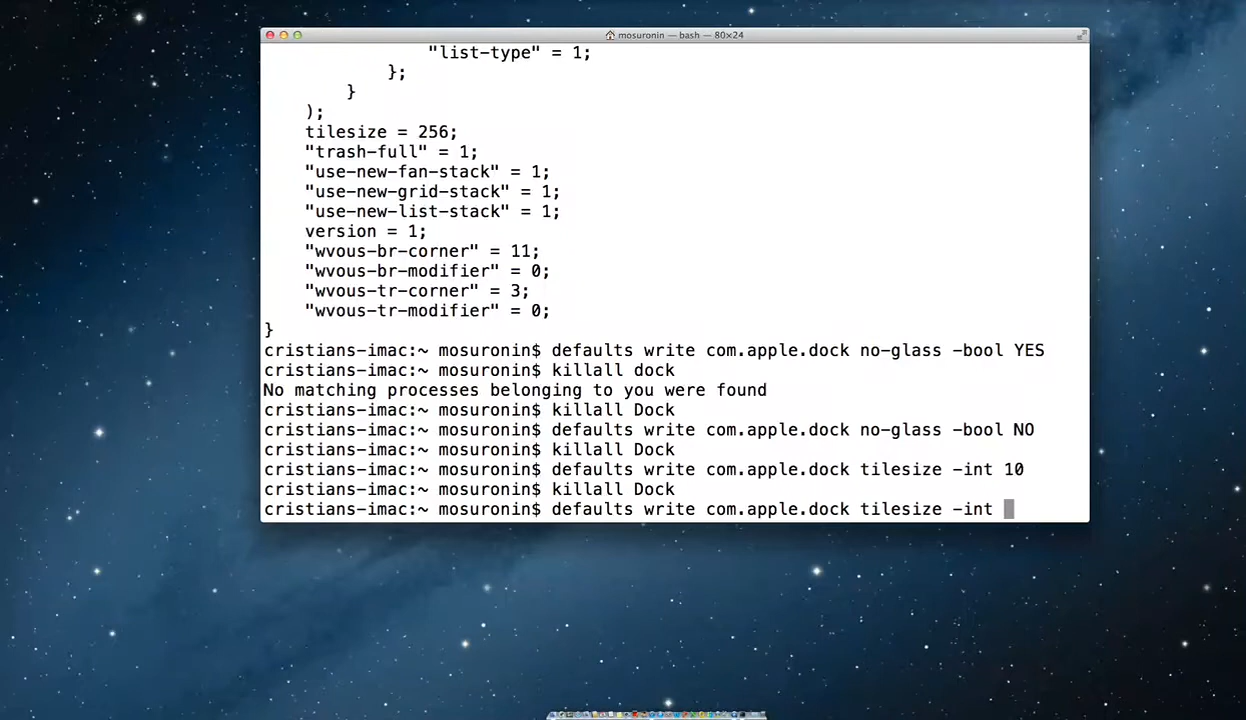 mosuronin — bash — 80×24
"list-type" = 1;
};
}
);
tilesize = 256;
"trash-full" = 1;
"use-new-fan-stack" = 1;
"use-new-grid-stack" = 1;
"use-new-list-stack" = 1;
version = 1;
"wvous-br-corner" = 11;
"wvous-br-modifier" = 0;
"wvous-tr-corner" = 3;
"wvous-tr-modifier" = 0;
}
cristians-imac:~ mosuronin$ defaults write com.apple.dock no-glass -bool YES
cristians-imac:~ mosuronin$ killall dock
No matching processes belonging to you were found
cristians-imac:~ mosuronin$ killall Dock
cristians-imac:~ mosuronin$ defaults write com.apple.dock no-glass -bool NO
cristians-imac:~ mosuronin$ killall Dock
cristians-imac:~ mosuronin$ defaults write com.apple.dock tilesize -int 10
cristians-imac:~ mosuronin$ killall Dock
cristians-imac:~ mosuronin$ defaults write com.apple.dock tilesize -int